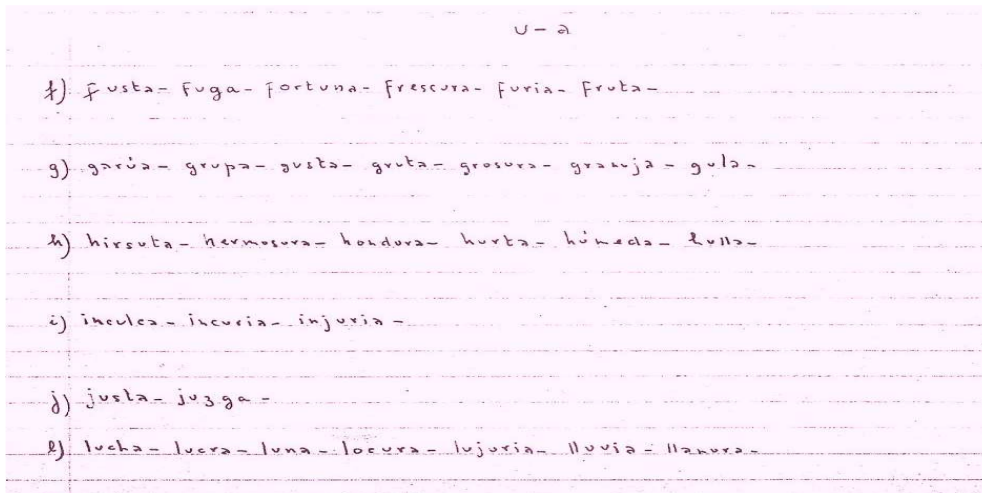 u - a
f) fusta - fuga - fortuna - frescura - furia - fruta -
g) garúa - grupa - gusta - gruta - grosura - granuja - gula -
h) hirsuta - hermosura - hondura - hurta - húmeda - hulla -
i) inculca - incuria - injuria -
j) justa - juzga -
l) lucha - lucra - luna - locura - lujuria - lluvia - llanura -